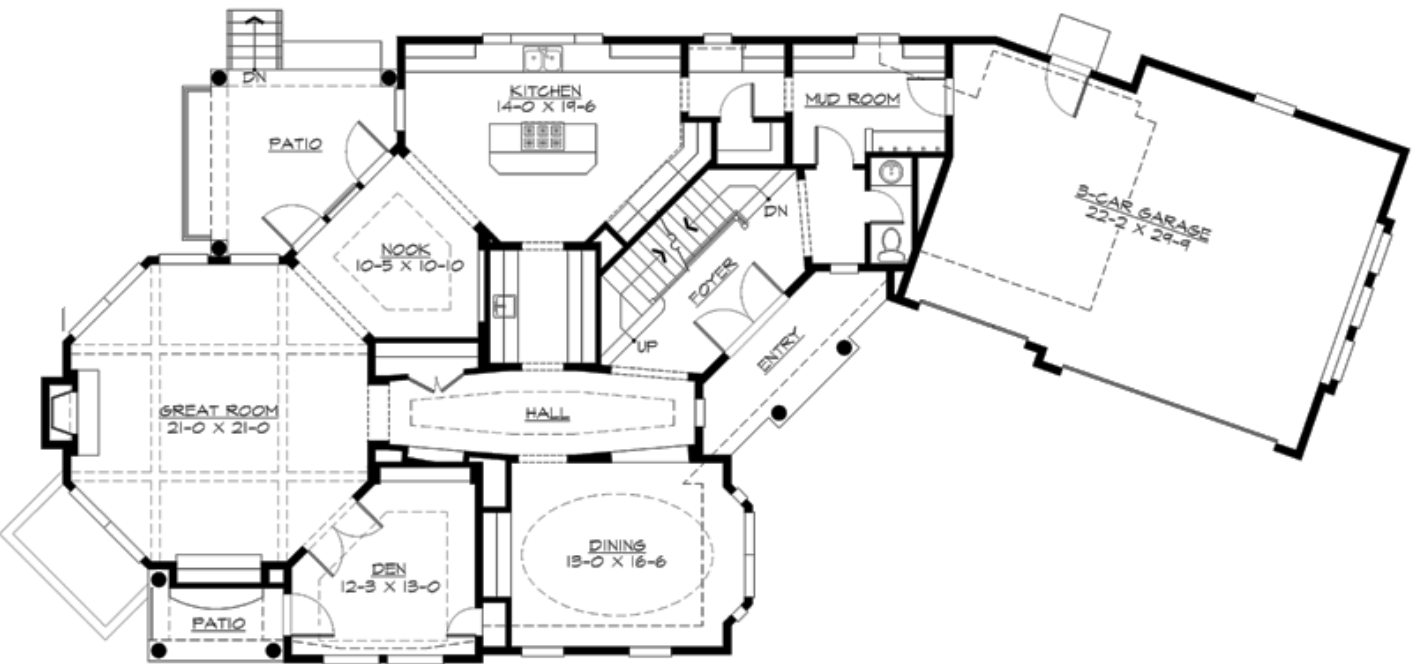 DN
KITCHEN
14-0 X 19-6
MUD ROOM
PATIO
3-CAR GARAGE
22-2 X 29-9
DN
NOOK
10-5 X 10-10
FOYER
UP
ENTRY
GREAT ROOM
21-0 X 21-0
HALL
DINING
13-0 X 16-6
DEN
12-3 X 13-0
PATIO